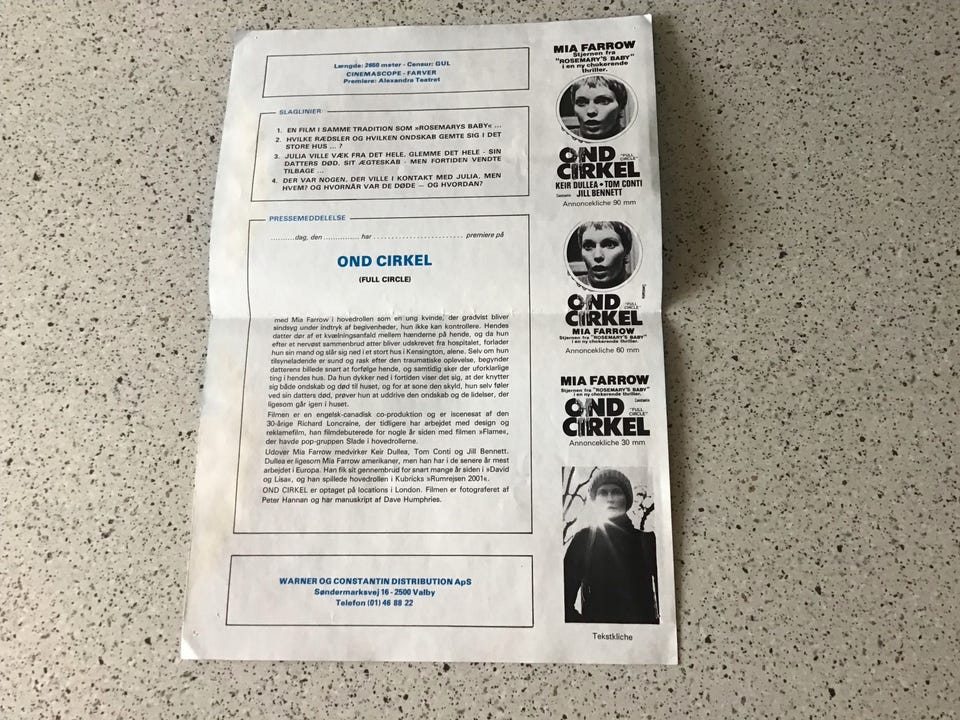 Længde: 2660 meter - Censur: GUL
CINEMASCOPE - FARVER
Premiere: Alexandra Teatret
SLAGLINIER
1. EN FILM I SAMME TRADITION SOM »ROSEMARYS BABY« ...
2. HVILKE RÆDSLER OG HVILKEN ONDSKAB GEMTE SIG I DET
STORE HUS ... ?
3. JULIA VILLE VÆK FRA DET HELE, GLEMME DET HELE - SIN
DATTERS DØD, SIT ÆGTESKAB - MEN FORTIDEN VENDTE
TILBAGE ...
4. DER VAR NOGEN, DER VILLE I KONTAKT MED JULIA, MEN
HVEM? OG HVORNÅR VAR DE DØDE — OG HVORDAN?
PRESSEMEDDELELSE
..........dag, den ............... har ......................... premiere på
OND CIRKEL
(FULL CIRCLE)
med Mia Farrow i hovedrollen som en ung kvinde, der gradvist bliver
sindsyg under indtryk af begivenheder, hun ikke kan kontrollere. Hendes
datter dør af et kvælningsanfald mellem hænderne på hende, og da hun
efter et nervøst sammenbrud atter bliver udskrevet fra hospitalet, forlader
hun sin mand og slår sig ned i et stort hus i Kensington, alene. Selv om hun
tilsyneladende er sund og rask efter den traumatiske oplevelse, begynder
datterens billede snart at forfølge hende, og samtidig sker der uforklarlige
ting i hendes hus. Da hun dykker ned i fortiden viser det sig, at der knytter
sig både ondskab og død til huset, og for at sone den skyld, hun selv føler
ved sin datters død, prøver hun at uddrive den ondskab og de lidelser, der
ligesom går igen i huset.
Filmen er en engelsk-canadisk co-produktion og er iscenesat af den
30-årige Richard Loncraine, der tidligere har arbejdet med design og
reklamefilm, han filmdebuterede for nogle år siden med filmen »Flame«,
der havde pop-gruppen Slade i hovedrollerne.
Udover Mia Farrow medvirker Keir Dullea, Tom Conti og Jill Bennett.
Dullea er ligesom Mia Farrow amerikaner, men han har i de senere år mest
arbejdet i Europa. Han fik sit gennembrud for snart mange år siden i »David
og Lisa«, og han spillede hovedrollen i Kubricks »Rumrejsen 2001«.
OND CIRKEL er optaget på locations i London. Filmen er fotograferet af
Peter Hannan og har manuskript af Dave Humphries.
WARNER OG CONSTANTIN DISTRIBUTION ApS
Søndermarksvej 16 - 2500 Valby
Telefon (01) 46 88 22
MIA FARROW
Stjernen fra
"ROSEMARY'S BABY"
i en ny chokerende
thriller.
OND
"FULL
CIRCLE"
CIRKEL
KEIR DULLEA • TOM CONTI
Constantin JILL BENNETT
Annoncekliche 90 mm
OND
"FULL
CIRCLE"
CIRKEL
Constantin
MIA FARROW
Stjernen fra "ROSEMARY'S BABY"
i en ny chokerende thriller.
Annoncekliche 60 mm
MIA FARROW
Stjernen fra "ROSEMARY'S BABY"
i en ny chokerende thriller.
Constantin
OND
"FULL
CIRCLE"
CIRKEL
Annoncekliche 30 mm
Tekstkliche